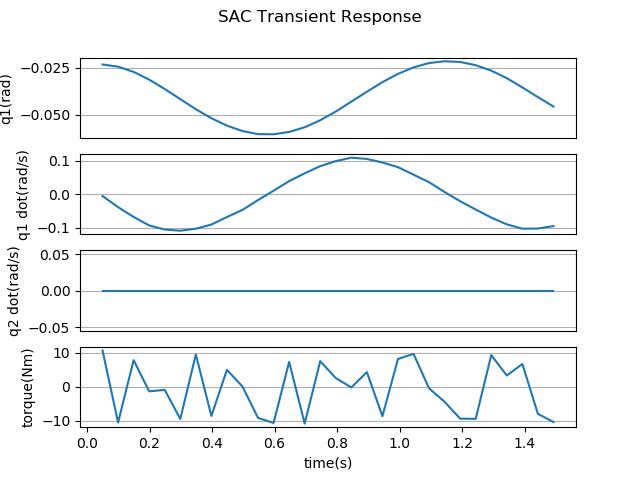 SAC Transient Response
q1(rad)
−0.025
−0.050
q1 dot(rad/s)
0.1
0.0
−0.1
q2 dot(rad/s)
0.05
0.00
−0.05
torque(Nm)
10
0
−10
0.0 0.2 0.4 0.6 0.8 1.0 1.2 1.4
time(s)